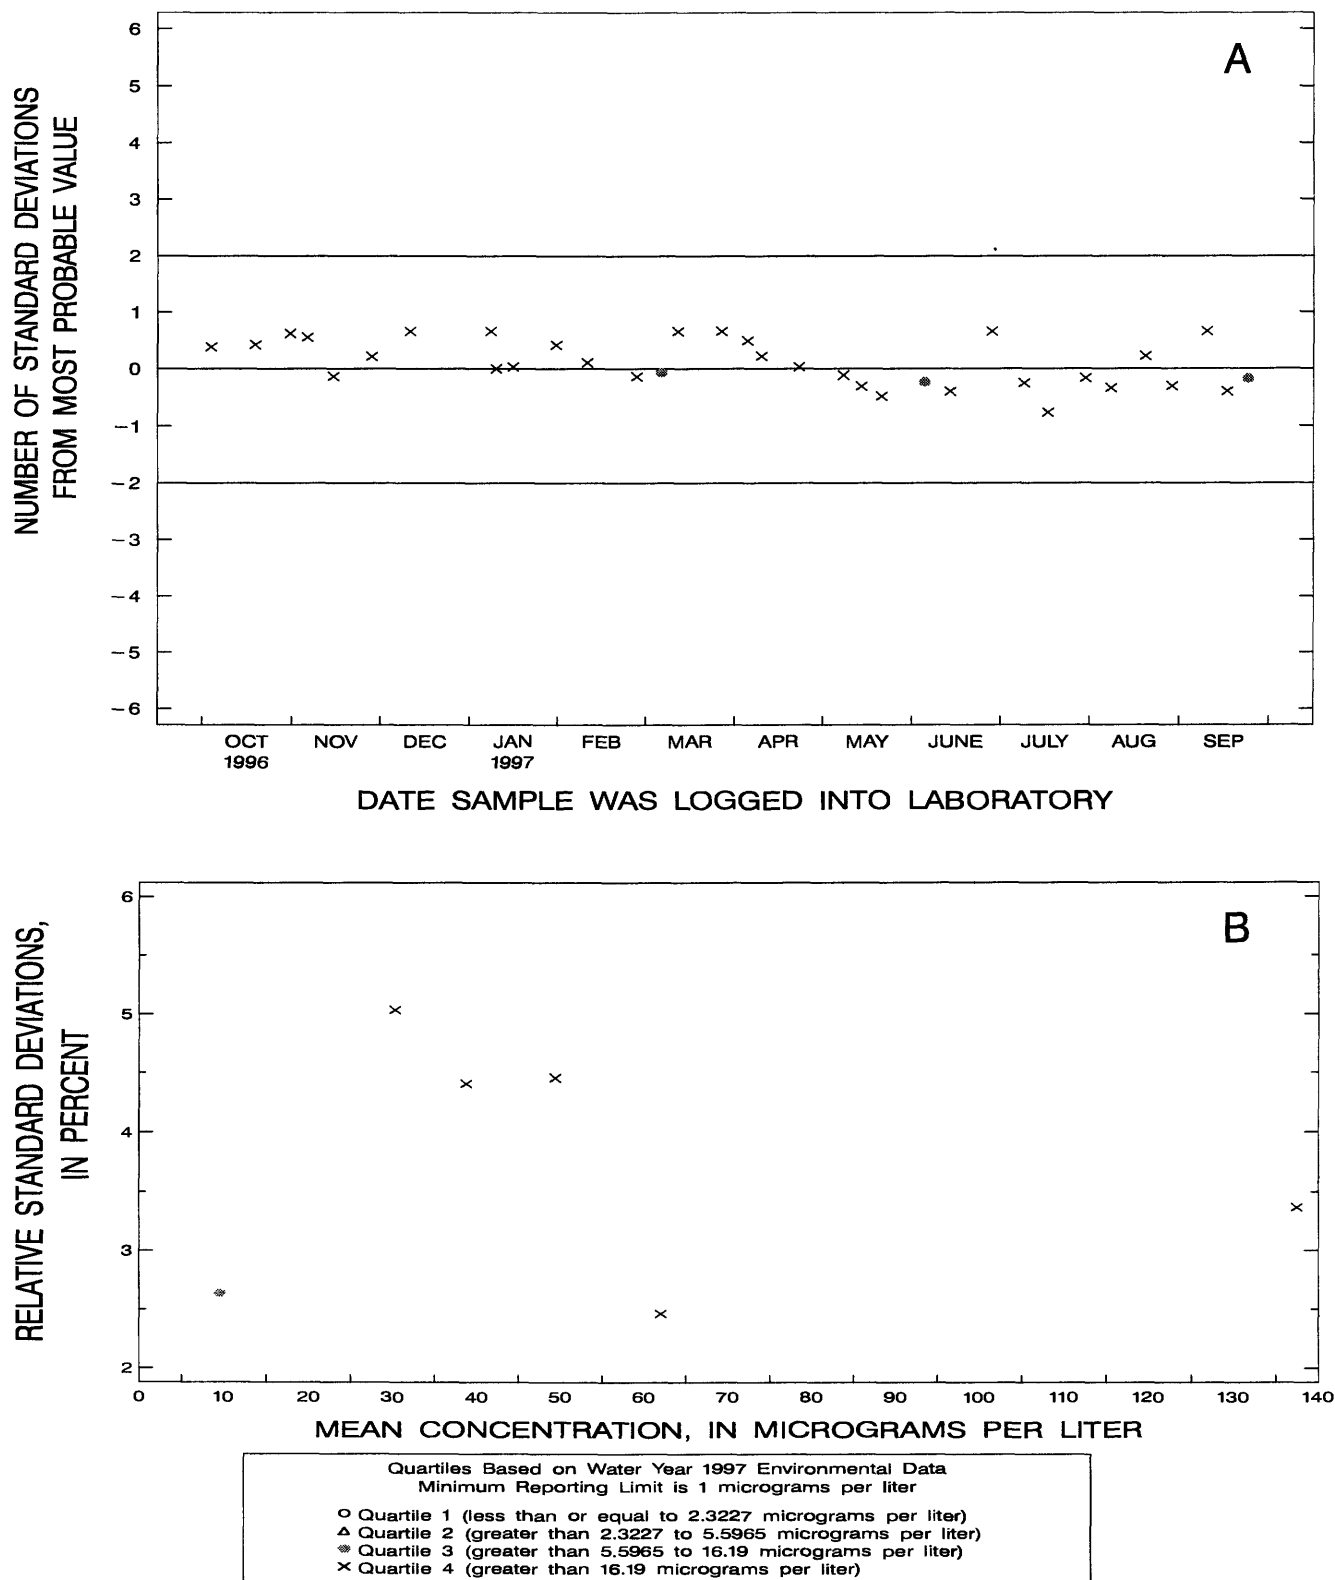 A
NUMBER OF STANDARD DEVIATIONS
FROM MOST PROBABLE VALUE
6
5
4
3
2
1
0
−1
−2
−3
−4
−5
−6
OCT NOV DEC JAN FEB MAR APR MAY JUNE JULY AUG SEP
1996 1997
DATE SAMPLE WAS LOGGED INTO LABORATORY
B
RELATIVE STANDARD DEVIATIONS,
IN PERCENT
6
5
4
3
2
0 10 20 30 40 50 60 70 80 90 100 110 120 130 140
MEAN CONCENTRATION, IN MICROGRAMS PER LITER
Quartiles Based on Water Year 1997 Environmental Data
Minimum Reporting Limit is 1 micrograms per liter
Quartile 1 (less than or equal to 2.3227 micrograms per liter)
Quartile 2 (greater than 2.3227 to 5.5965 micrograms per liter)
Quartile 3 (greater than 5.5965 to 16.19 micrograms per liter)
Quartile 4 (greater than 16.19 micrograms per liter)